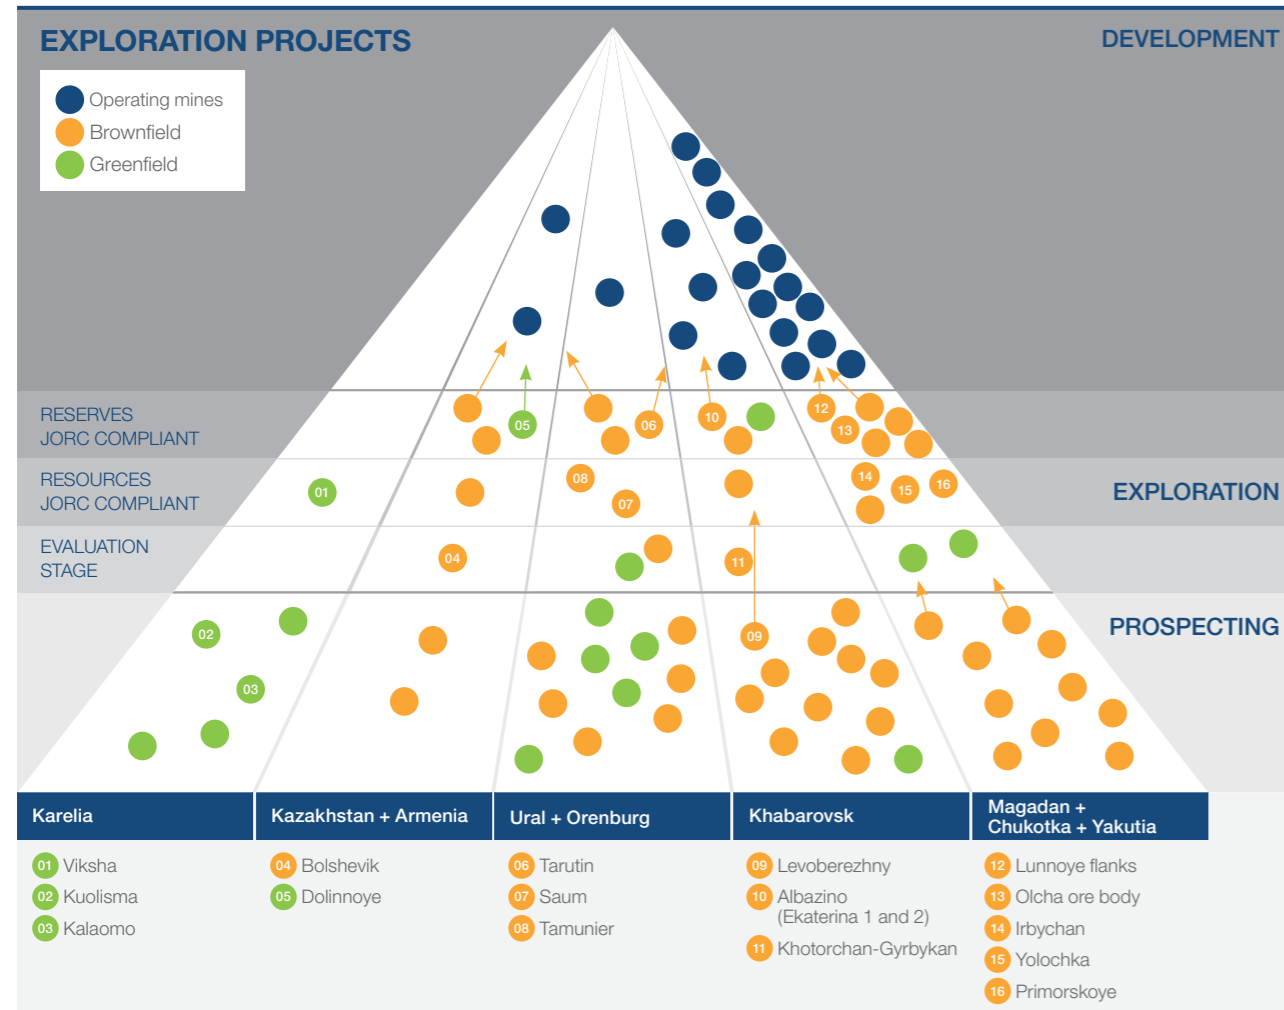 EXPLORATION PROJECTS
DEVELOPMENT
Operating mines
Brownfield
Greenfield
RESERVES
JORC COMPLIANT
05
06
10
12
13
RESOURCES
JORC COMPLIANT
01
08
07
14
15
16
EXPLORATION
EVALUATION
STAGE
04
11
PROSPECTING
02
03
09
Karelia
Kazakhstan + Armenia
Ural + Orenburg
Khabarovsk
Magadan +
Chukotka + Yakutia
01 Viksha
02 Kuolisma
03 Kalaomo
04 Bolshevik
05 Dolinnoye
06 Tarutin
07 Saum
08 Tamunier
09 Levoberezhny
10 Albazino
(Ekaterina 1 and 2)
11 Khotorchan-Gyrbykan
12 Lunnoye flanks
13 Olcha ore body
14 Irbychan
15 Yolochka
16 Primorskoye